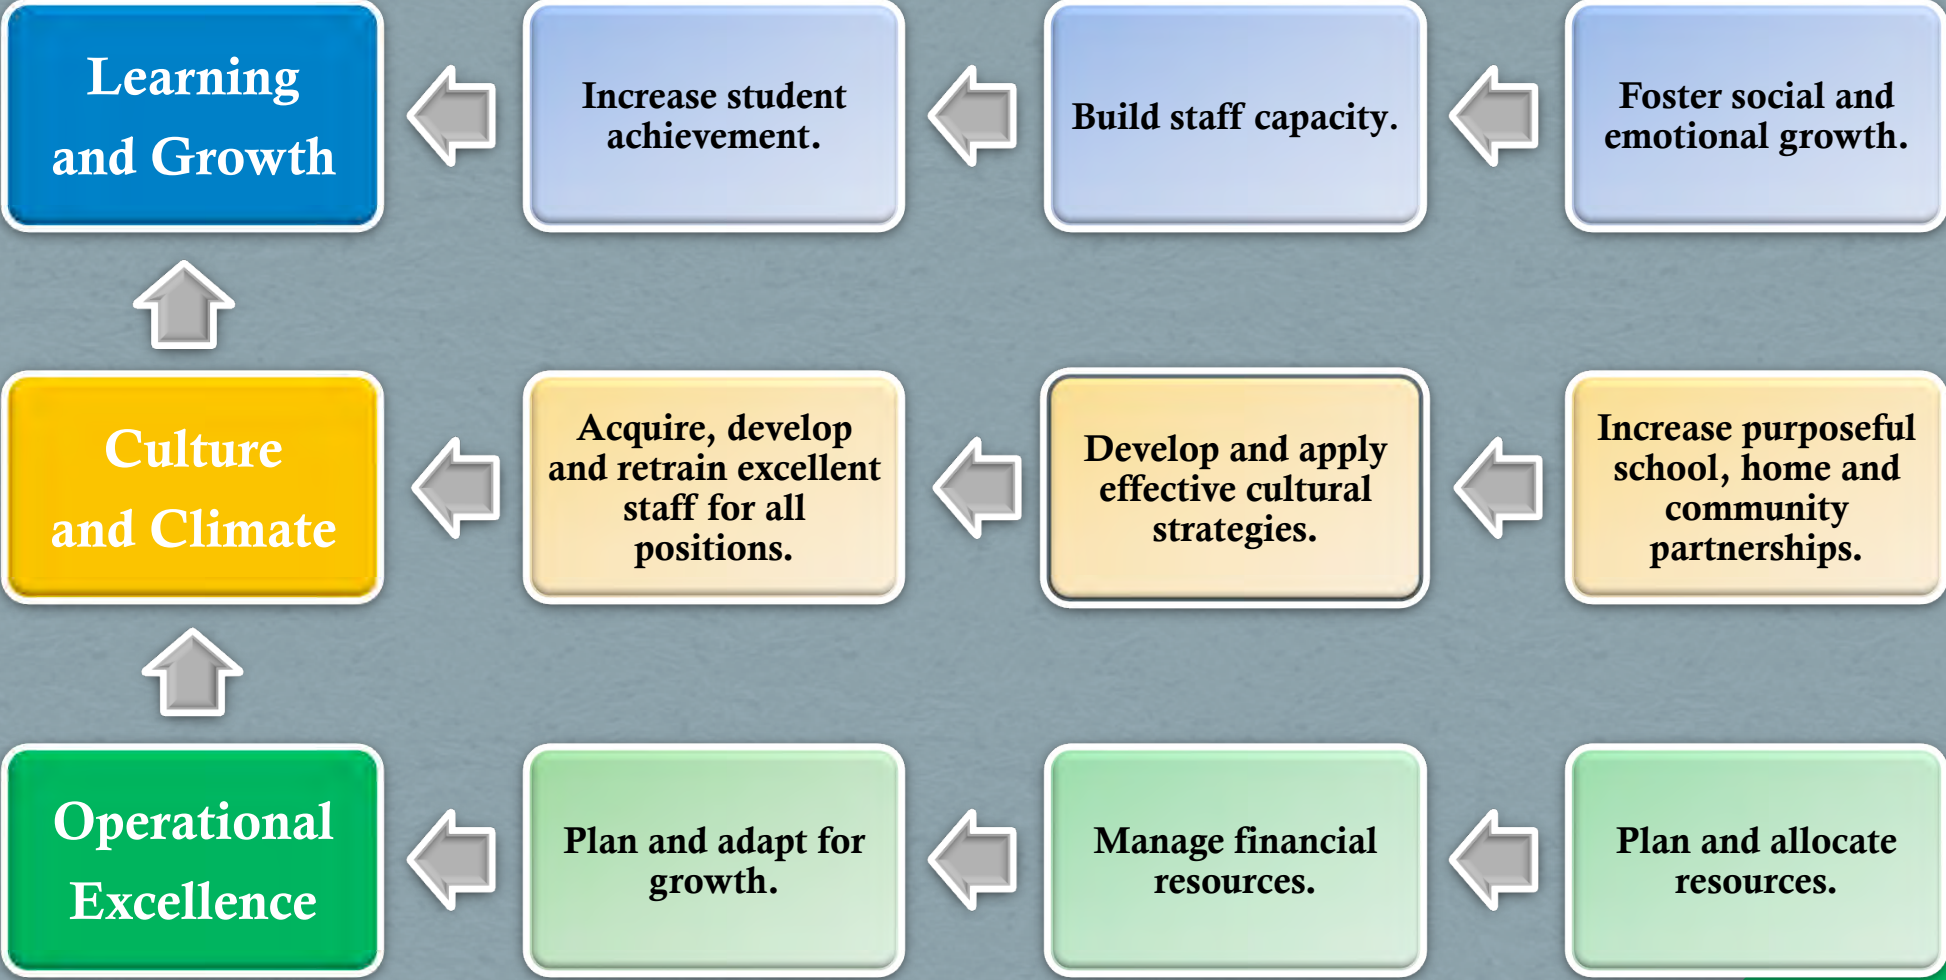 Learning
and Growth
Increase student
achievement.
Build staff capacity.
Foster social and
emotional growth.
Culture
and Climate
Acquire, develop
and retrain excellent
staff for all
positions.
Develop and apply
effective cultural
strategies.
Increase purposeful
school, home and
community
partnerships.
Operational
Excellence
Plan and adapt for
growth.
Manage financial
resources.
Plan and allocate
resources.